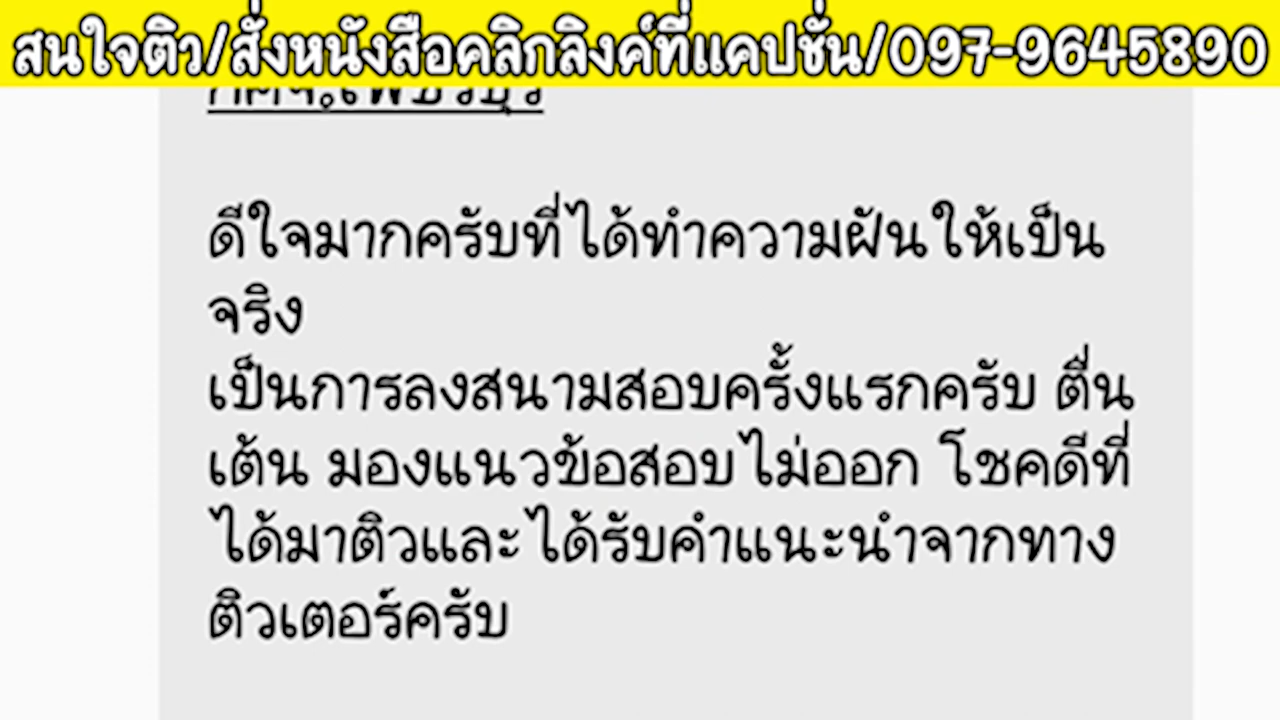 สนใจติว/สั่งหนังสือคลิกลิงค์ที่แคปชั่น/097-9645890
ดีใจมากครับที่ได้ทำความฝันให้เป็น
จริง
เป็นการลงสนามสอบครั้งแรกครับ ตื่น
เต้น มองแนวข้อสอบไม่ออก โชคดีที่
ได้มาติวและได้รับคำแนะนำจากทาง
ติวเตอร์ครับ